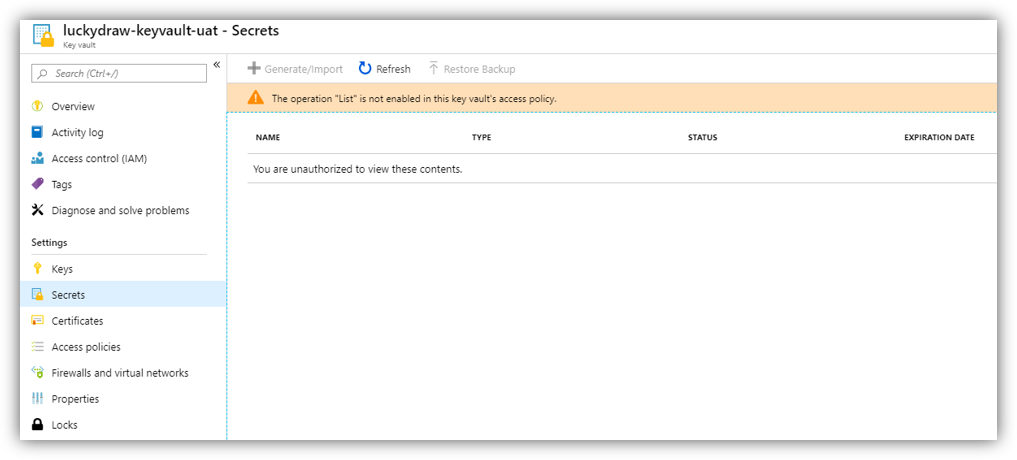 luckydraw-keyvault-uat - Secrets
Key vault
«
Search (Ctrl+/)
Overview
Activity log
Access control (IAM)
Tags
Diagnose and solve problems
Settings
Keys
Secrets
Certificates
Access policies
Firewalls and virtual networks
Properties
Locks
Generate/Import Refresh Restore Backup
The operation "List" is not enabled in this key vault's access policy.
NAME TYPE STATUS EXPIRATION DATE
You are unauthorized to view these contents.